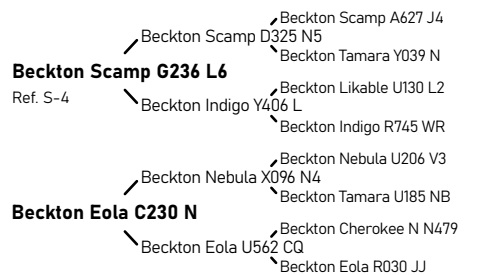 Beckton Scamp A627 J4
Beckton Scamp D325 N5
Beckton Tamara Y039 N
Beckton Scamp G236 L6
Ref. S-4
Beckton Likable U130 L2
Beckton Indigo Y406 L
Beckton Indigo R745 WR
Beckton Nebula U206 V3
Beckton Nebula X096 N4
Beckton Tamara U185 NB
Beckton Eola C230 N
Beckton Cherokee N N479
Beckton Eola U562 CQ
Beckton Eola R030 JJ